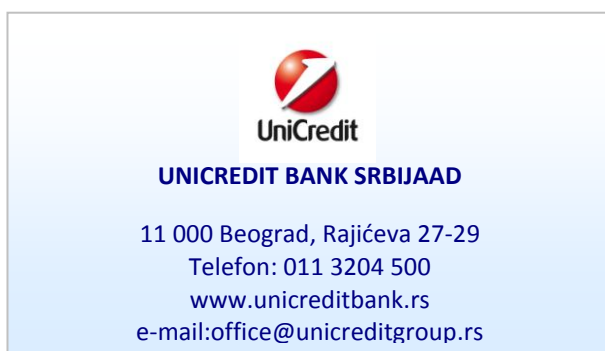 UniCredit
UNICREDIT BANK SRBIJAAD
11 000 Beograd, Rajićeva 27-29
Telefon: 011 3204 500
www.unicreditbank.rs
e-mail:office@unicreditgroup.rs